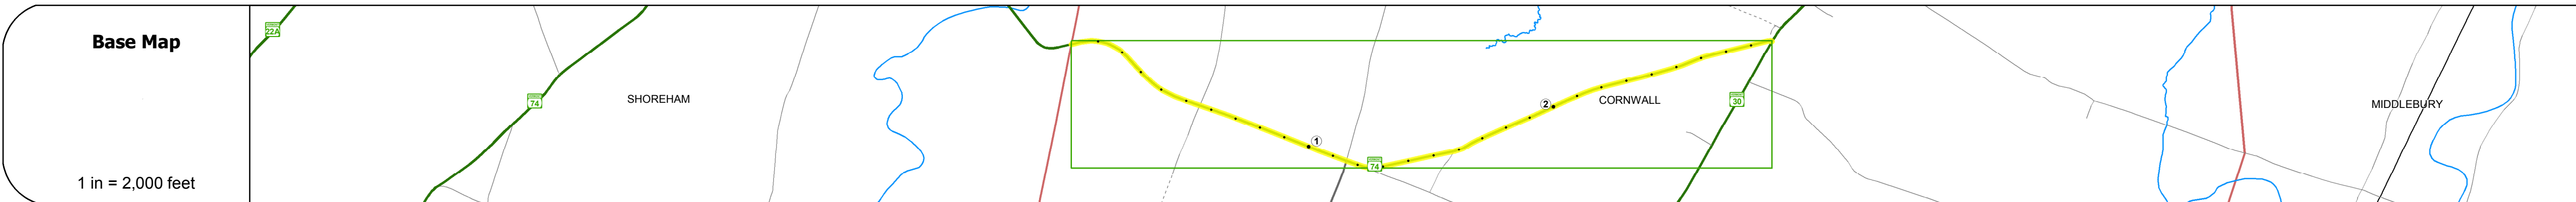 Base Map
1 in = 2,000 feet
22A
74
SHOREHAM
1
74
2
CORNWALL
30
MIDDLEBURY